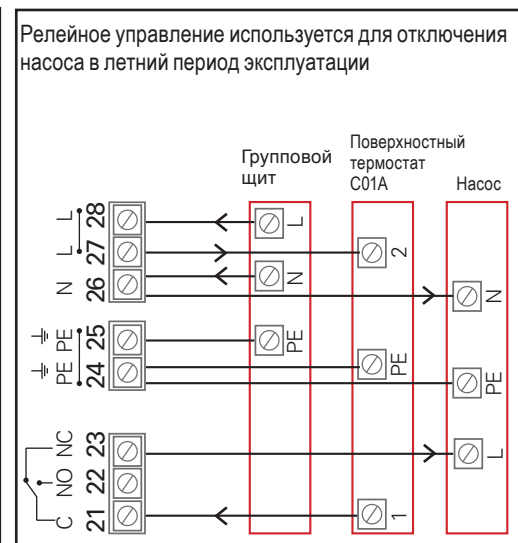 Релейное управление используется для отключения
насоса в летний период эксплуатации
Групповой
щит
Поверхностный
термостат
C01A
Насос
L 28 L
L 27 2
N 26 N N
PE 25 PE
PE 24 PE PE
NC 23 L
NO 22
C 21 1